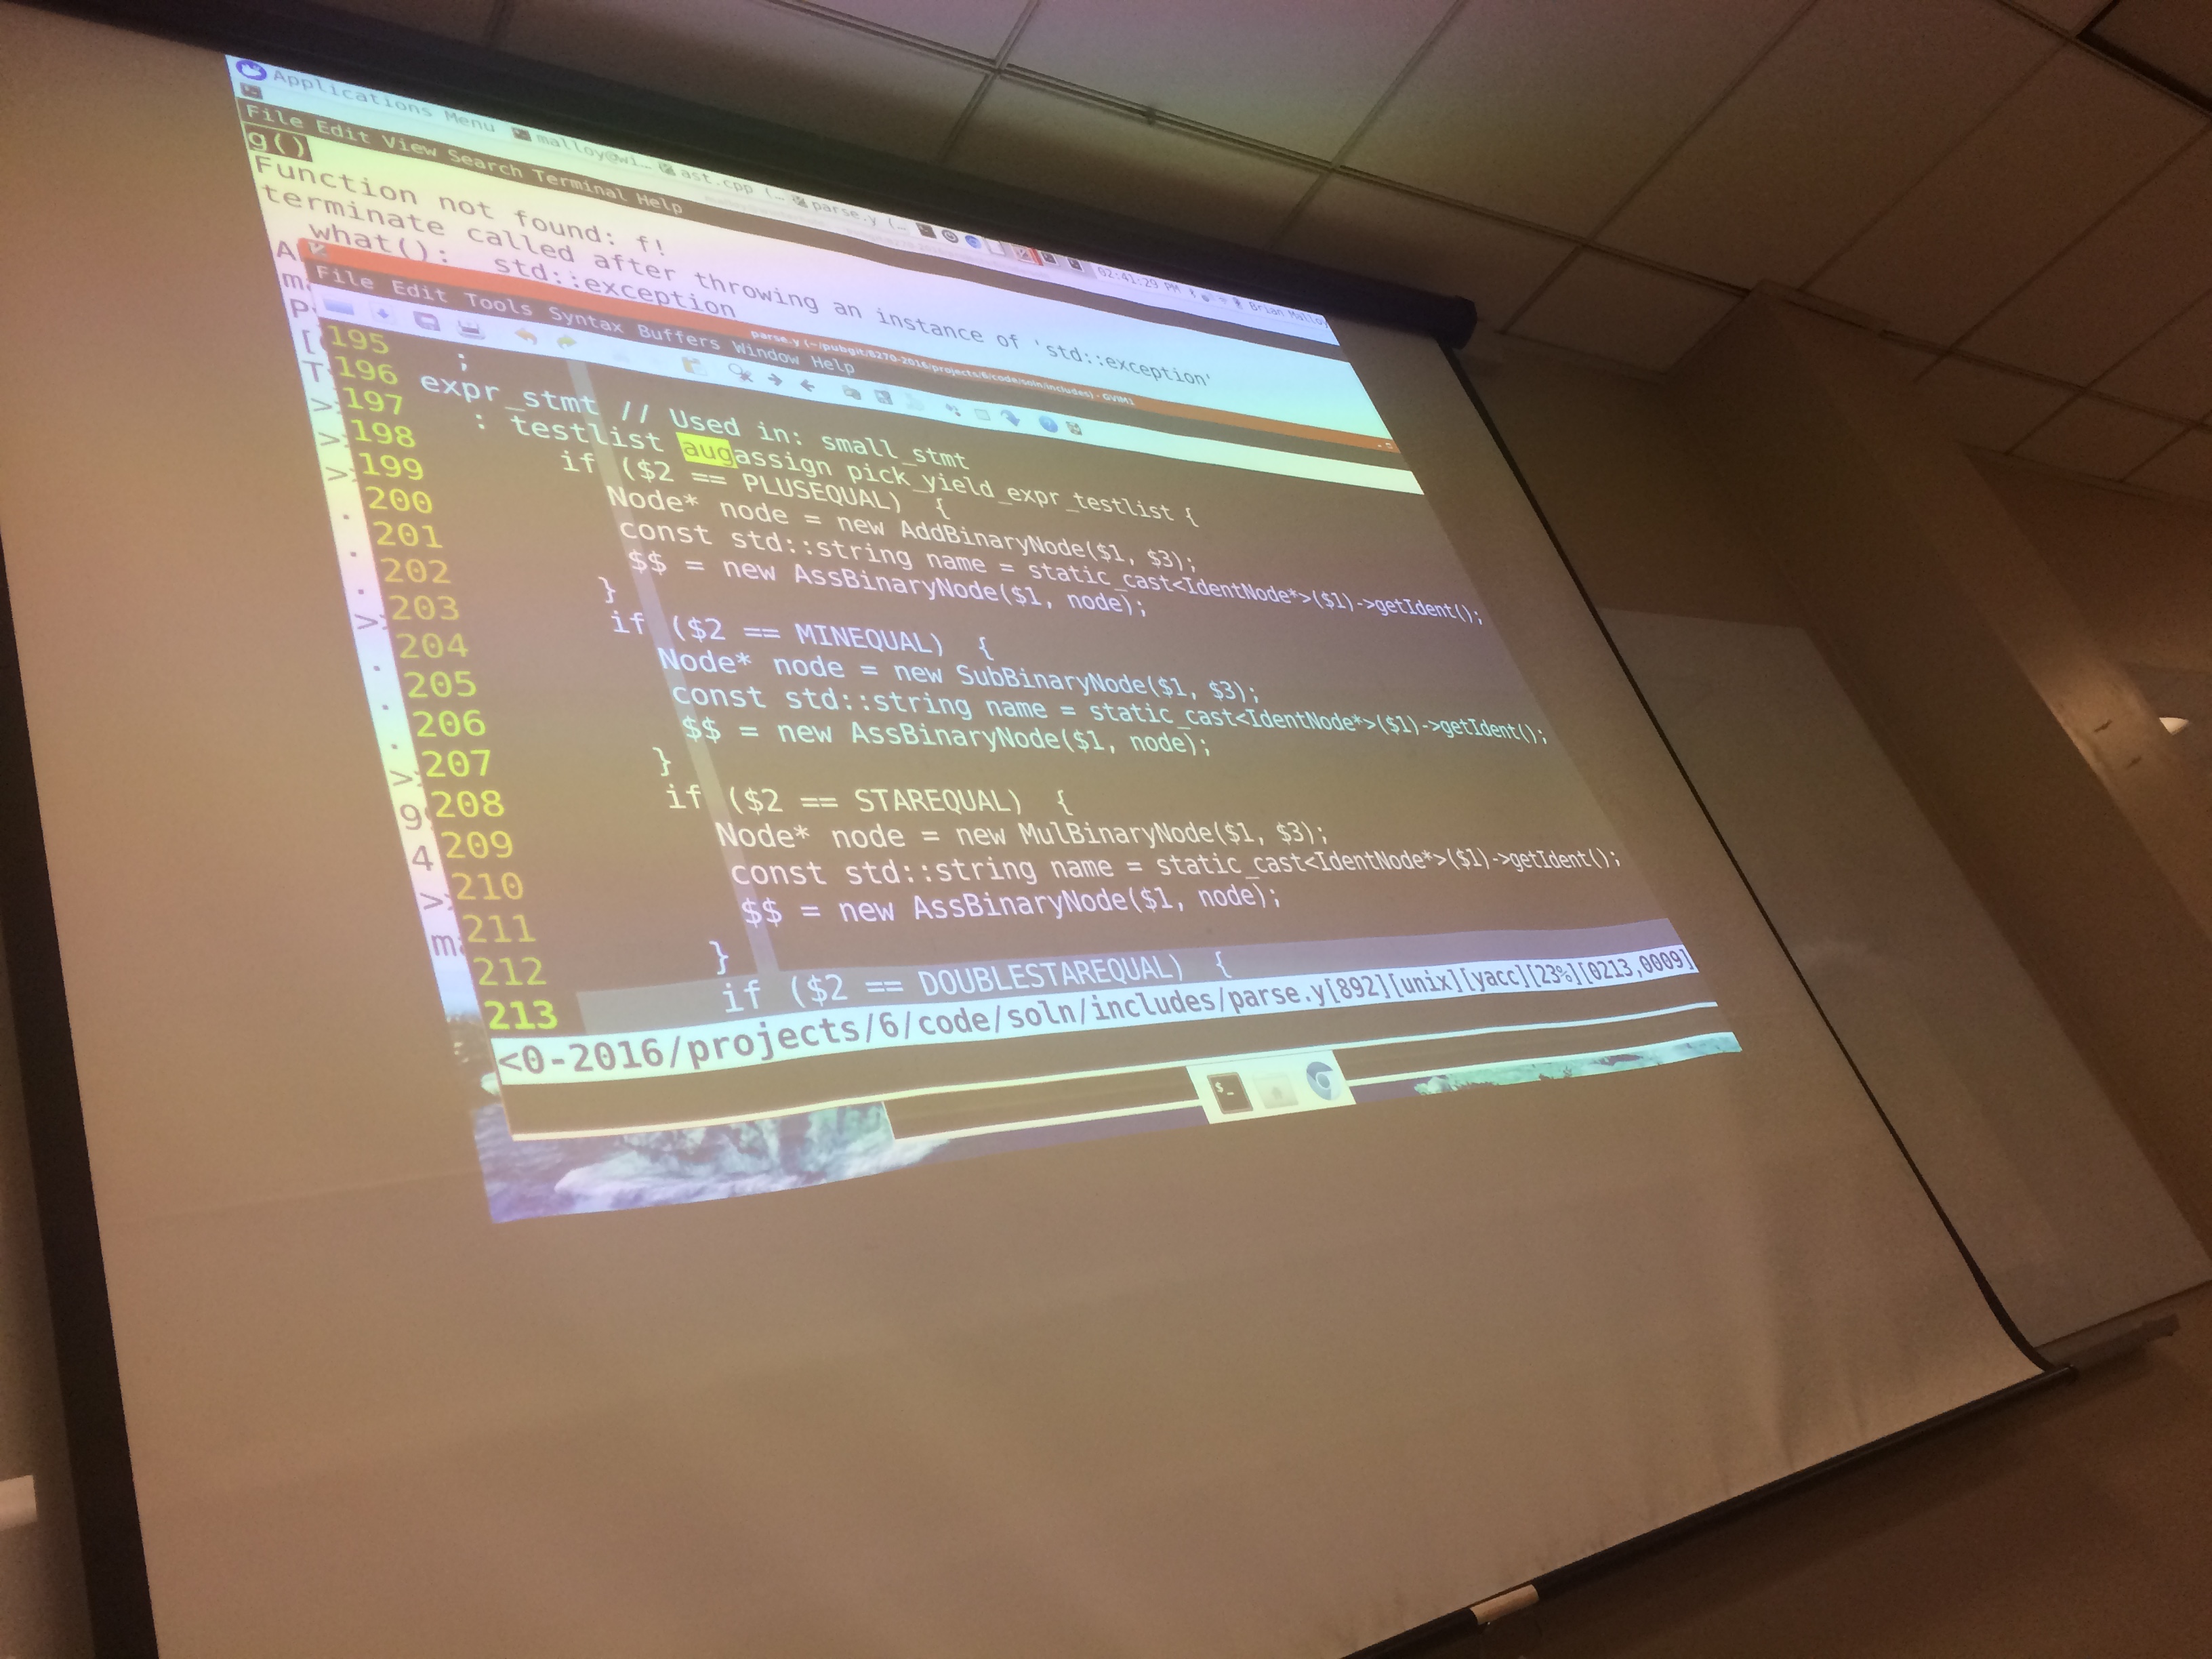 Applications Menu malloy@wi... ast.cpp (... parse.y (... 02:41:29 PM Brian Malloy
File Edit View Search Terminal Help
g()
Function not found: f!
terminate called after throwing an instance of 'std::exception'
what(): std::exception
parse.y (~/pubgit/8270-2016/projects/6/code/soln/includes) - GVIM1
File Edit Tools Syntax Buffers Window Help
195 ;
196 expr_stmt // Used in: small_stmt
197 : testlist augassign pick_yield_expr_testlist {
198 if ($2 == PLUSEQUAL) {
199 Node* node = new AddBinaryNode($1, $3);
200 const std::string name = static_cast<IdentNode*>($1)->getIdent();
201 $$ = new AssBinaryNode($1, node);
202 }
203 if ($2 == MINEQUAL) {
204 Node* node = new SubBinaryNode($1, $3);
205 const std::string name = static_cast<IdentNode*>($1)->getIdent();
206 $$ = new AssBinaryNode($1, node);
207 }
208 if ($2 == STAREQUAL) {
209 Node* node = new MulBinaryNode($1, $3);
210 const std::string name = static_cast<IdentNode*>($1)->getIdent();
211 $$ = new AssBinaryNode($1, node);
212 }
213 if ($2 == DOUBLESTAREQUAL) {
<0-2016/projects/6/code/soln/includes/parse.y[892][unix][yacc][23%][0213,0009]